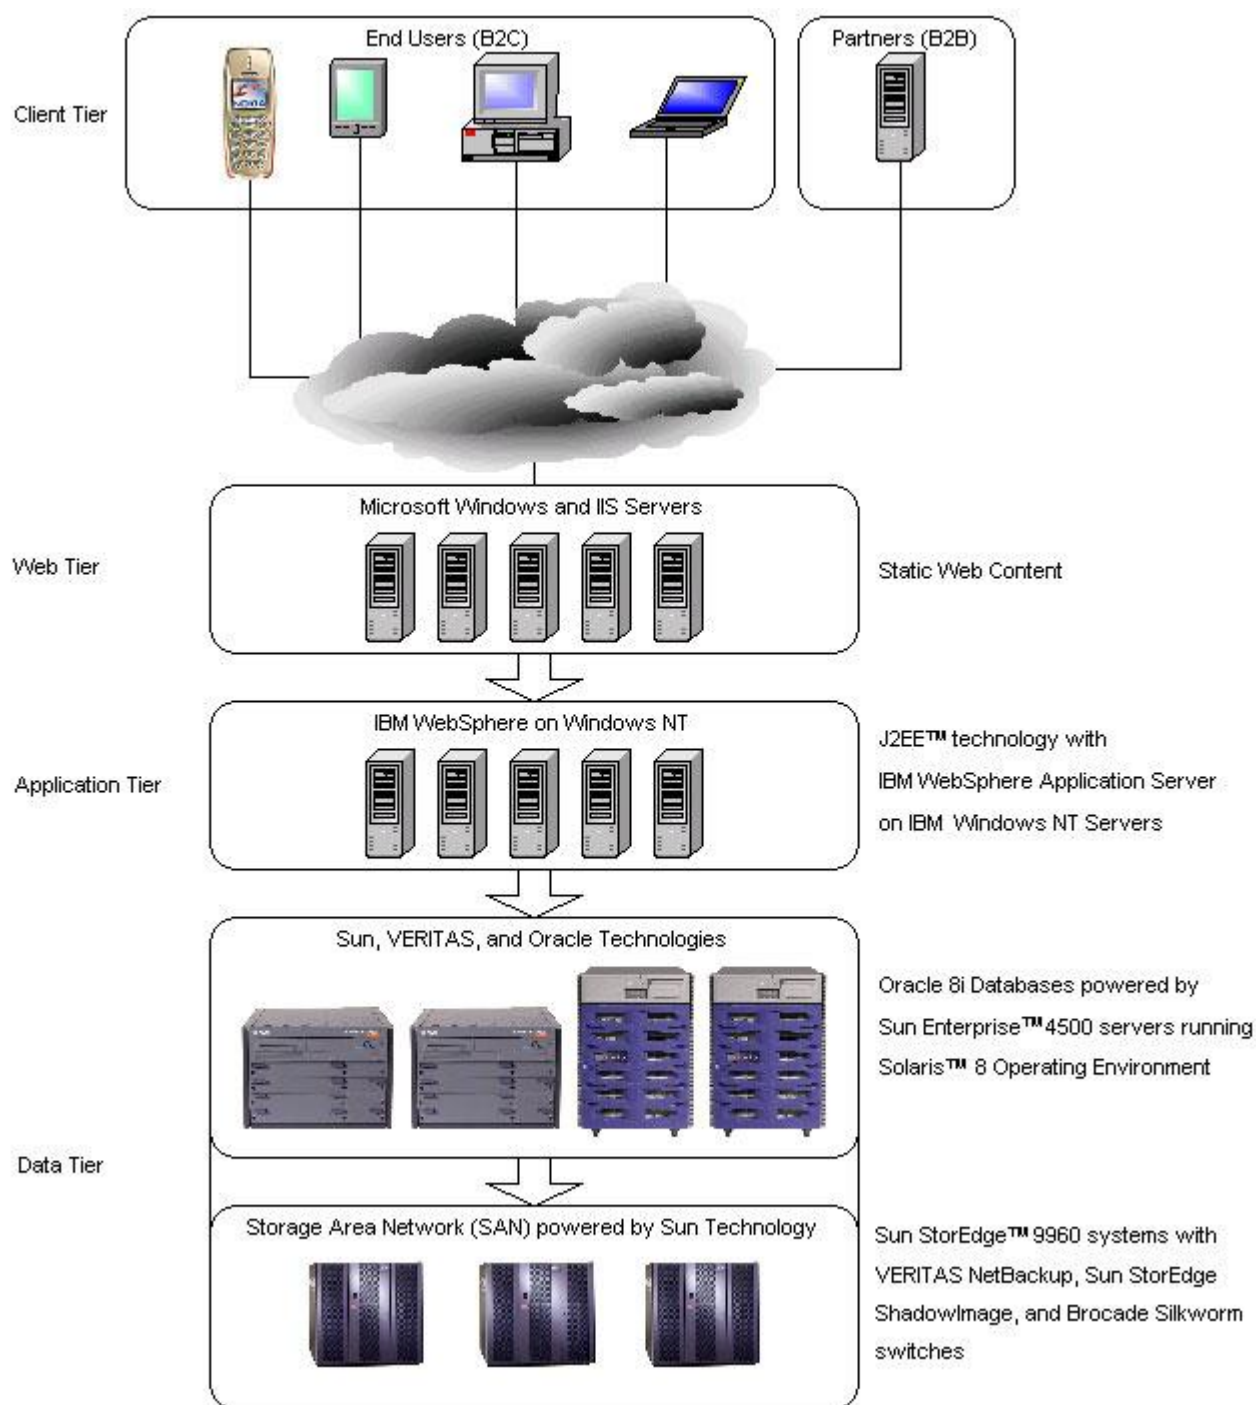 End Users (B2C)
Partners (B2B)
Client Tier
NOKIA
Microsoft Windows and IIS Servers
Web Tier
Static Web Content
IBM WebSphere on Windows NT
Application Tier
J2EE™ technology with
IBM WebSphere Application Server
on IBM Windows NT Servers
Sun, VERITAS, and Oracle Technologies
Oracle 8i Databases powered by
Sun Enterprise™ 4500 servers running
Solaris™ 8 Operating Environment
Data Tier
Storage Area Network (SAN) powered by Sun Technology
Sun StorEdge™ 9960 systems with
VERITAS NetBackup, Sun StorEdge
ShadowImage, and Brocade Silkworm
switches